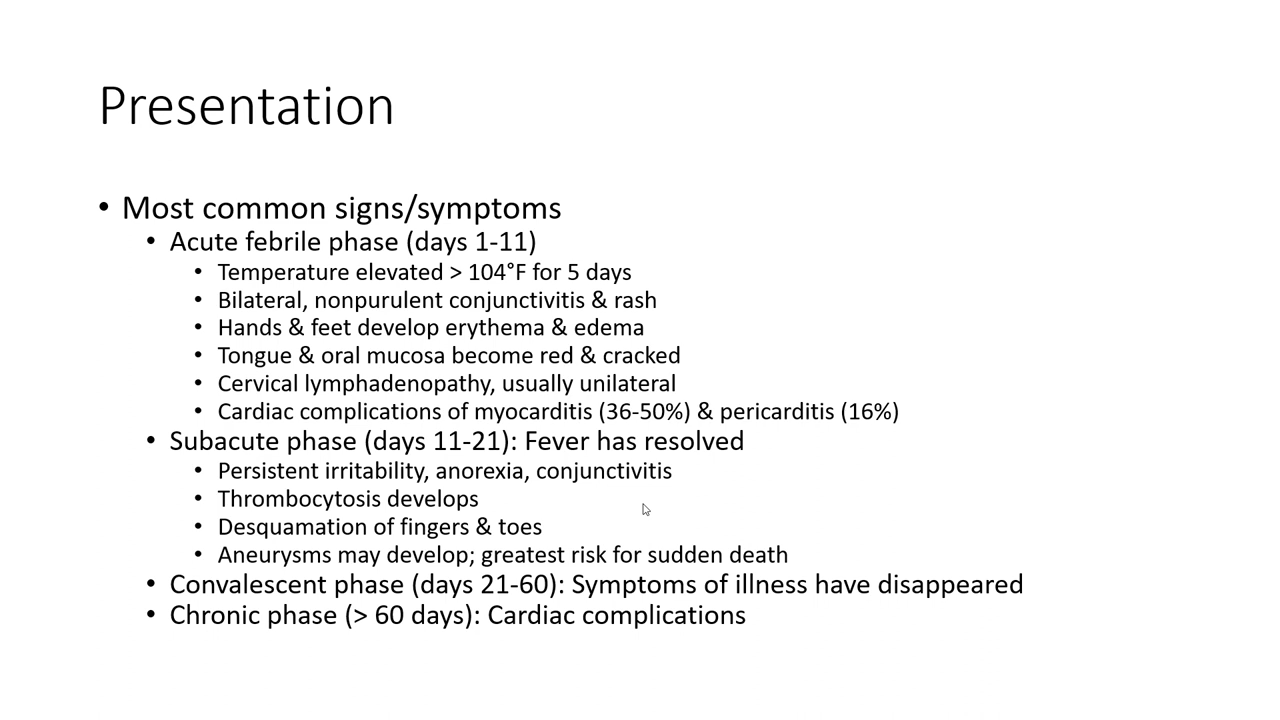 Presentation
• Most common signs/symptoms
• Acute febrile phase (days 1-11)
• Temperature elevated > 104°F for 5 days
• Bilateral, nonpurulent conjunctivitis & rash
• Hands & feet develop erythema & edema
• Tongue & oral mucosa become red & cracked
• Cervical lymphadenopathy, usually unilateral
• Cardiac complications of myocarditis (36-50%) & pericarditis (16%)
• Subacute phase (days 11-21): Fever has resolved
• Persistent irritability, anorexia, conjunctivitis
• Thrombocytosis develops
• Desquamation of fingers & toes
• Aneurysms may develop; greatest risk for sudden death
• Convalescent phase (days 21-60): Symptoms of illness have disappeared
• Chronic phase (> 60 days): Cardiac complications